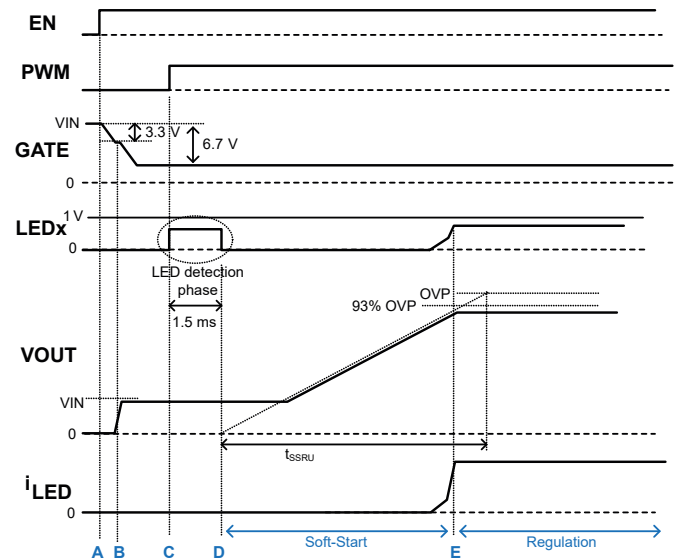 EN
PWM
VIN
3.3 V
6.7 V
GATE
0
1 V
LEDx
0
LED detection
phase
OVP
93% OVP
1.5 ms
VOUT
VIN
0
tSSRU
iLED
0
Soft-Start
Regulation
A B C D E